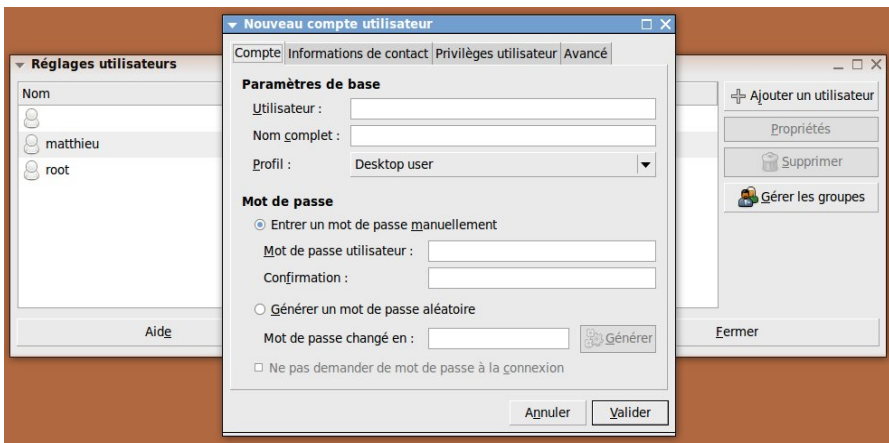 Nouveau compte utilisateur
Réglages utilisateurs
Nom
matthieu
root
Aide
Compte
Informations de contact
Privilèges utilisateur
Avancé
Paramètres de base
Utilisateur :
Nom complet :
Profil :
Desktop user
Mot de passe
Entrer un mot de passe manuellement
Mot de passe utilisateur :
Confirmation :
Générer un mot de passe aléatoire
Mot de passe changé en :
Générer
Ne pas demander de mot de passe à la connexion
Annuler
Valider
Ajouter un utilisateur
Propriétés
Supprimer
Gérer les groupes
Fermer